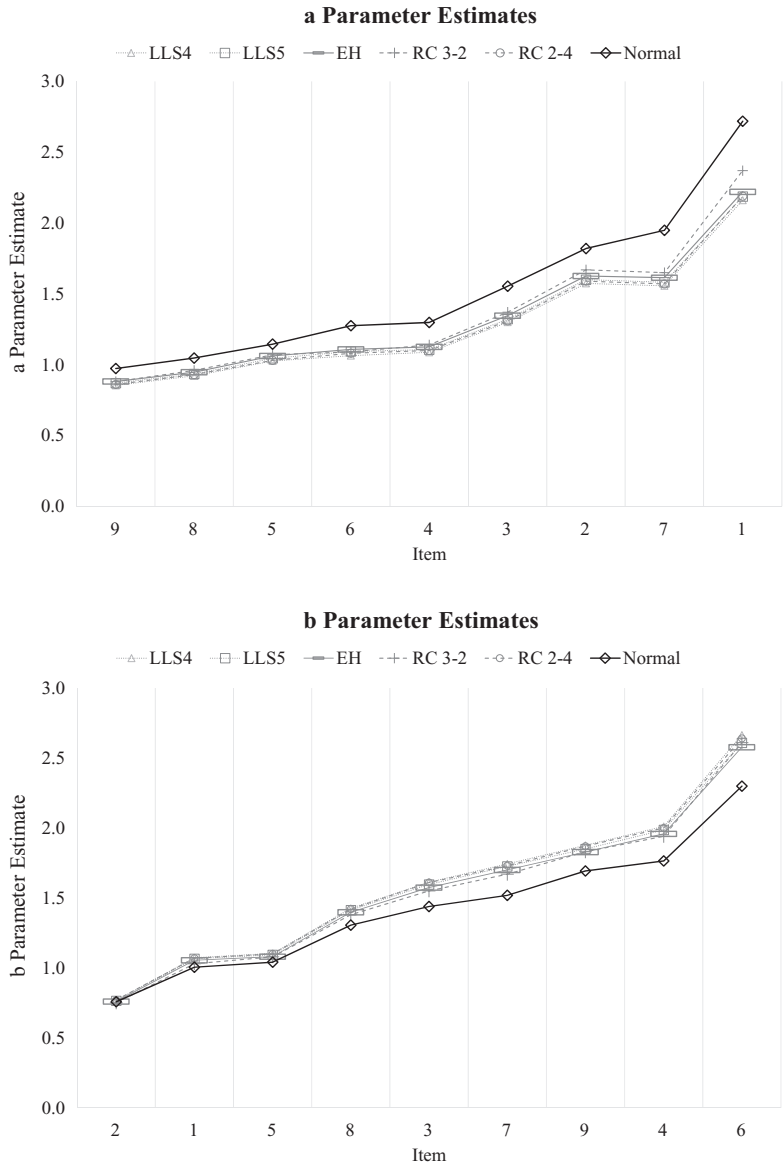 a Parameter Estimates
LLS4 LLS5 EH RC 3-2 RC 2-4 Normal
3.0
2.5
2.0
1.5
1.0
0.5
0.0
a Parameter Estimate
9 8 5 6 4 3 2 7 1
Item
b Parameter Estimates
LLS4 LLS5 EH RC 3-2 RC 2-4 Normal
3.0
2.5
2.0
1.5
1.0
0.5
0.0
b Parameter Estimate
2 1 5 8 3 7 9 4 6
Item